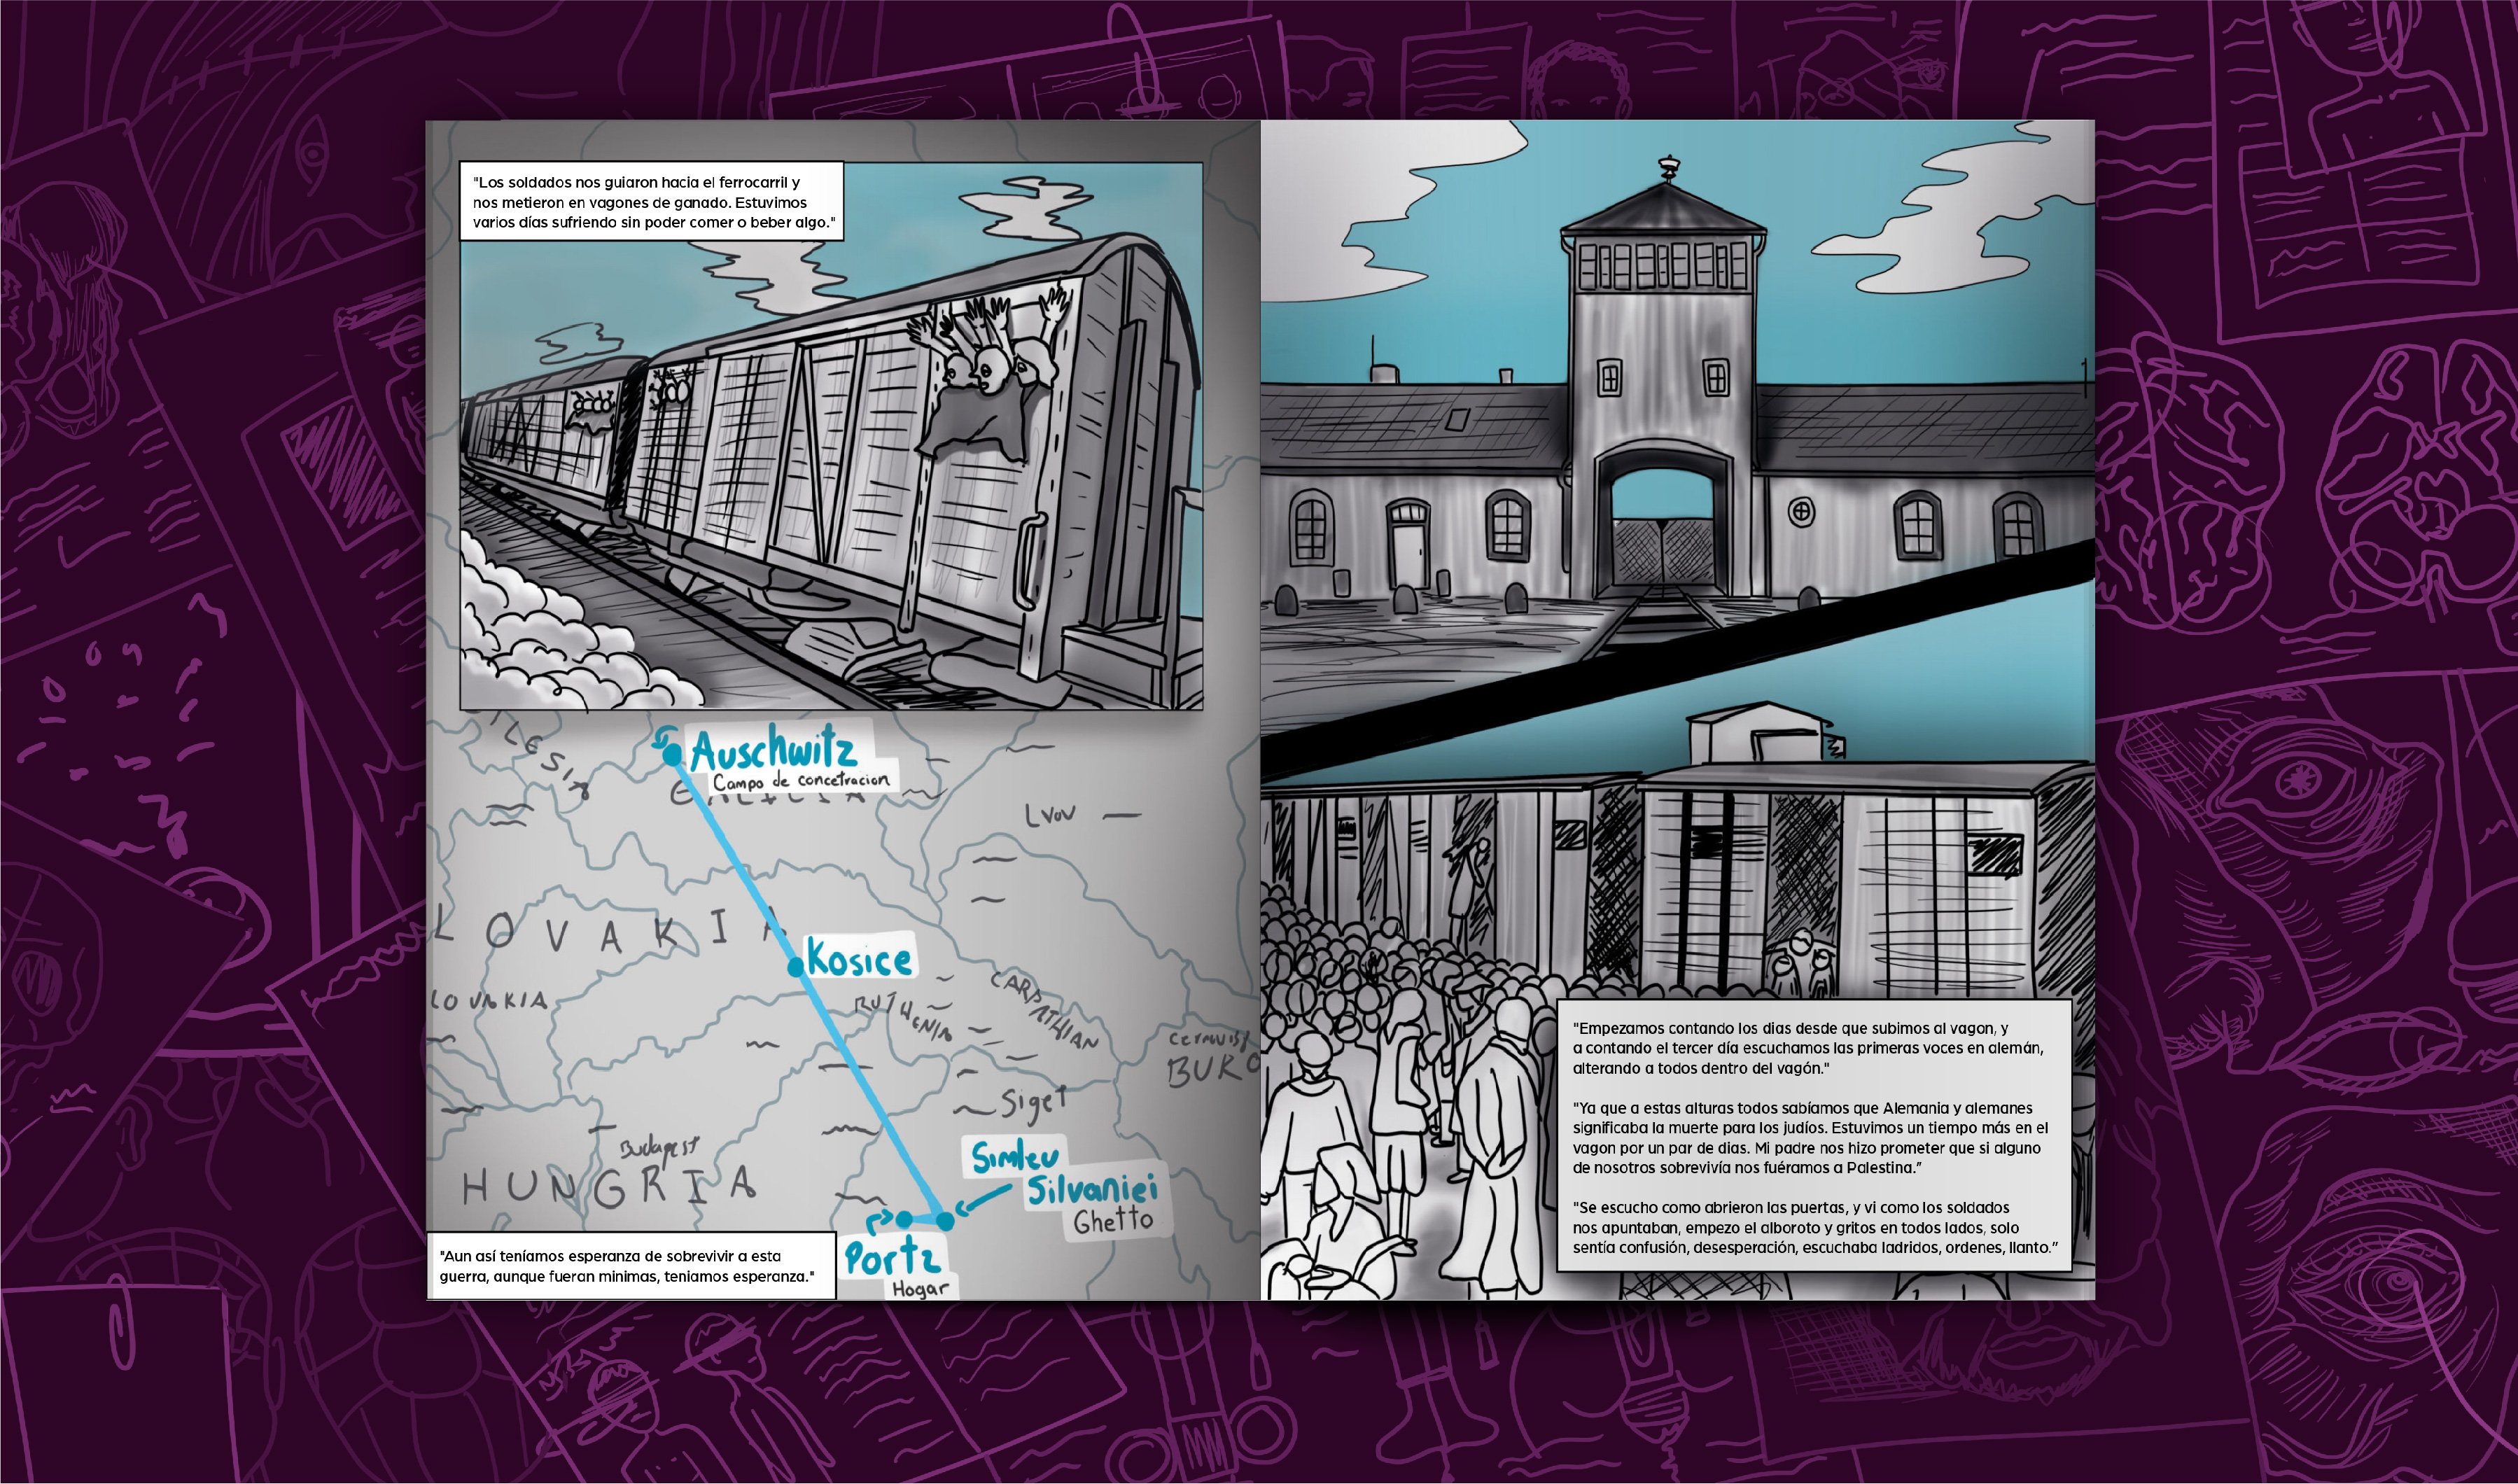 "Los soldados nos guiaron hacia el ferrocarril y
nos metieron en vagones de ganado. Estuvimos
varios días sufriendo sin poder comer o beber algo."
LESIA
Auschwitz
Campo de concetracion
Lvov
LOVAKIA
Kosice
LOVAKIA
RUTHENIA
CARPATHIAN
BUKO
Siget
Budapest
HUNGRIA
Simleu
Silvaniei
Ghetto
Portz
Hogar
"Aun así teníamos esperanza de sobrevivir a esta
guerra, aunque fueran minimas, teniamos esperanza."
"Empezamos contando los dias desde que subimos al vagon, y
a contando el tercer día escuchamos las primeras voces en alemán,
alterando a todos dentro del vagón."
"Ya que a estas alturas todos sabíamos que Alemania y alemanes
significaba la muerte para los judíos. Estuvimos un tiempo más en el
vagon por un par de dias. Mi padre nos hizo prometer que si alguno
de nosotros sobrevivía nos fuéramos a Palestina."
"Se escucho como abrieron las puertas, y vi como los soldados
nos apuntaban, empezo el alboroto y gritos en todos lados, solo
sentía confusión, desesperación, escuchaba ladridos, ordenes, llanto."